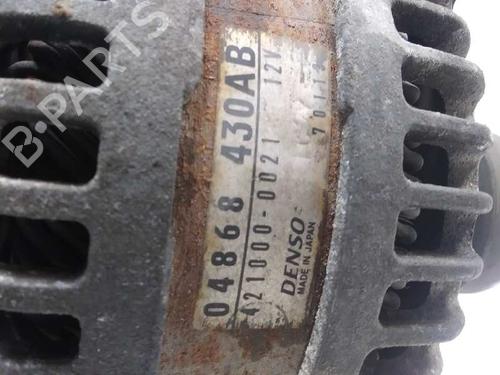 04868 430AB
421000-0021 12V
DENSO
MADE IN JAPAN
B-PARTS